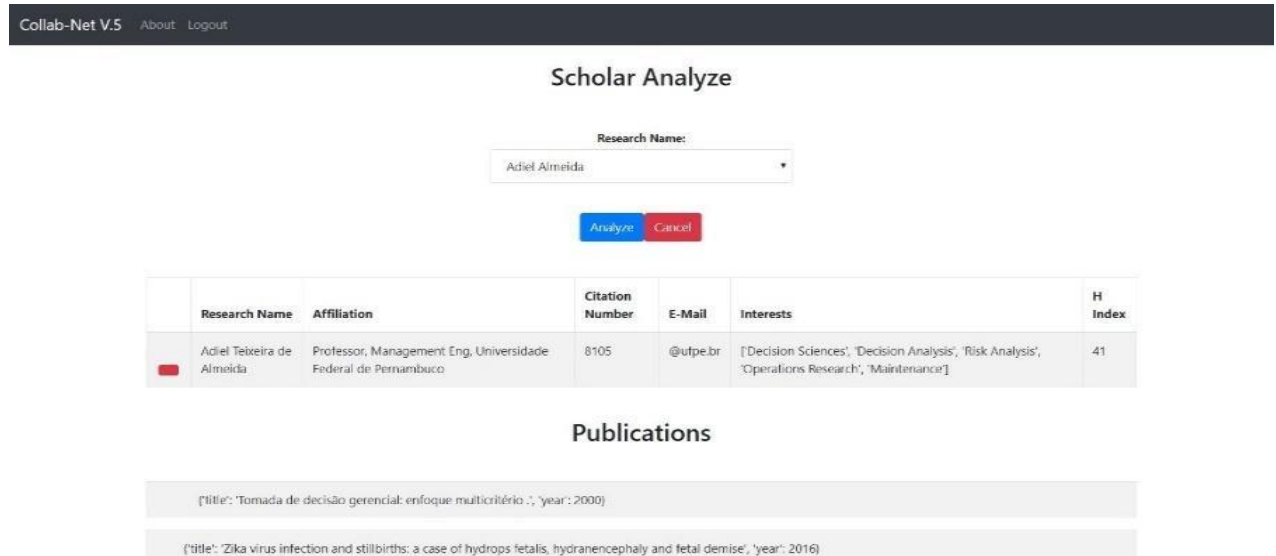 Collab-Net V.5 About Logout
Scholar Analyze
Research Name:
Adiel Almeida
Analyze Cancel
Research Name Affiliation Citation Number E-Mail Interests H Index
Adiel Teixeira de Almeida Professor, Management Eng, Universidade Federal de Pernambuco 8105 @ufpe.br ['Decision Sciences', 'Decision Analysis', 'Risk Analysis', 'Operations Research', 'Maintenance'] 41
Publications
{'title': 'Tomada de decisão gerencial: enfoque multicritério .', 'year': 2000}
{'title': 'Zika virus infection and stillbirths: a case of hydrops fetalis, hydranencephaly and fetal demise', 'year': 2016}